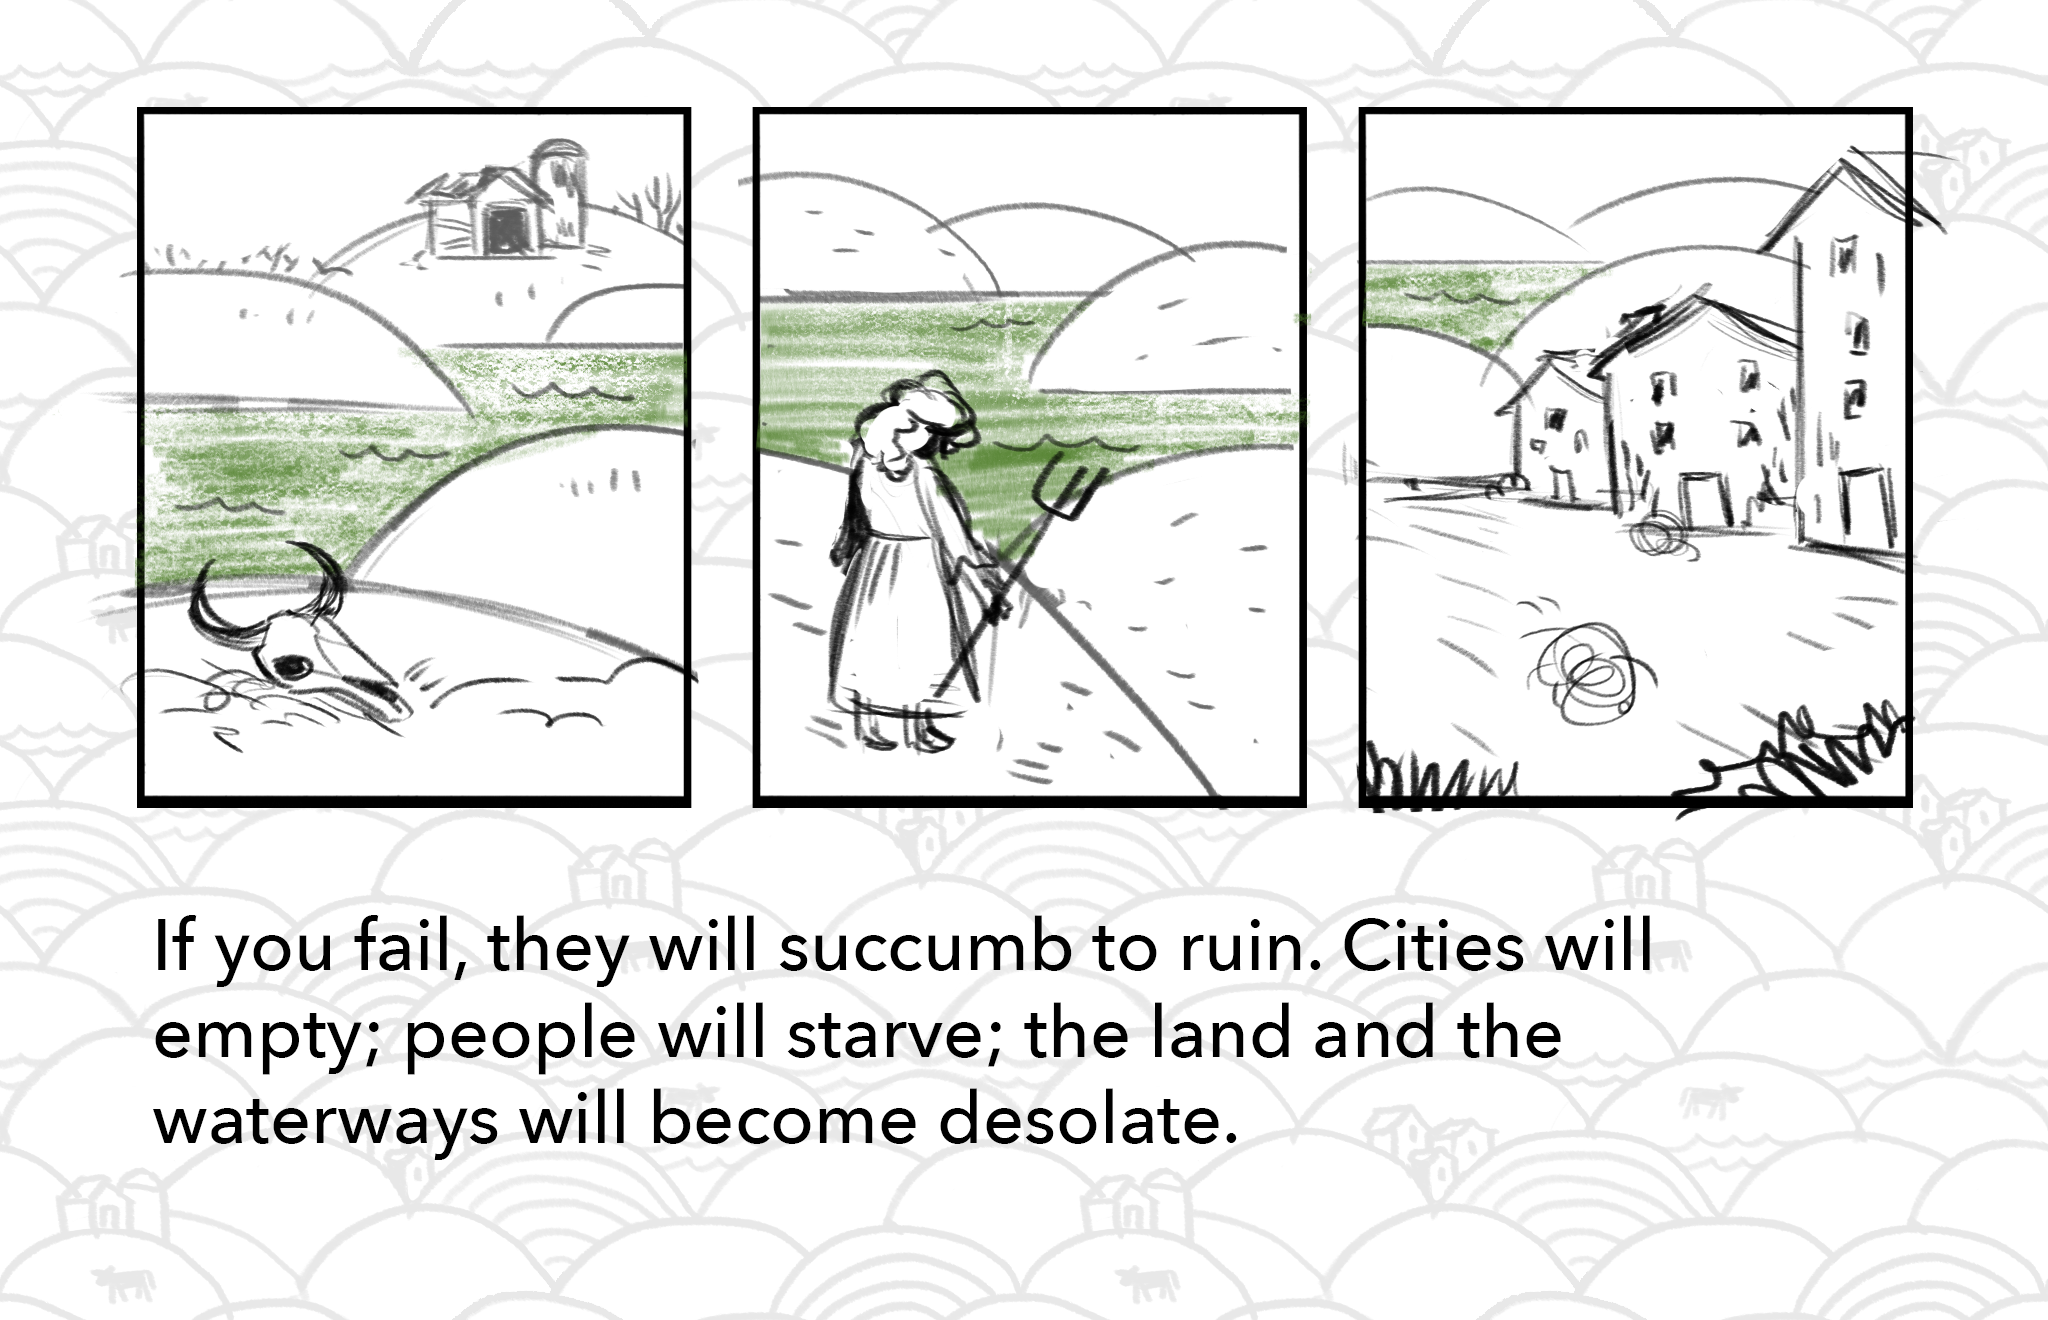 If you fail, they will succumb to ruin. Cities will
empty; people will starve; the land and the
waterways will become desolate.